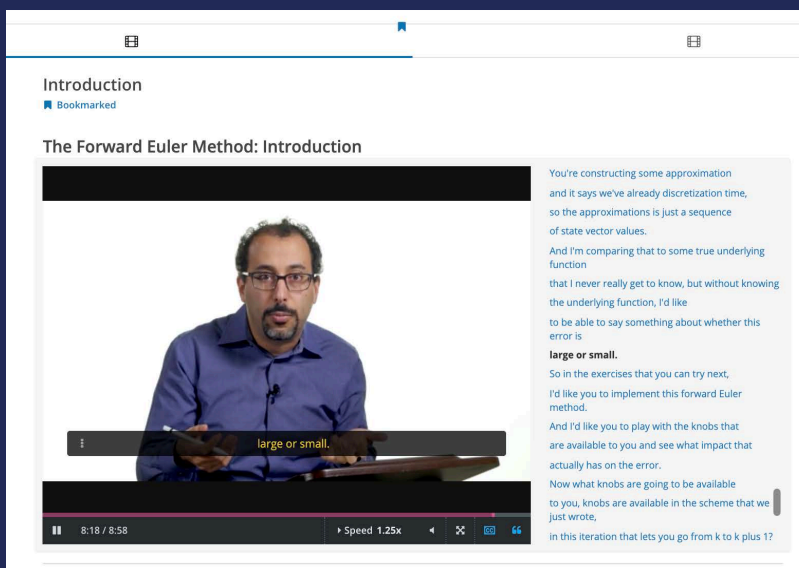 Introduction
Bookmarked
The Forward Euler Method: Introduction
large or small.
8:18 / 8:58
Speed 1.25x
CC
You're constructing some approximation
and it says we've already discretization time,
so the approximations is just a sequence
of state vector values.
And I'm comparing that to some true underlying
function
that I never really get to know, but without knowing
the underlying function, I'd like
to be able to say something about whether this
error is
large or small.
So in the exercises that you can try next,
I'd like you to implement this forward Euler
method.
And I'd like you to play with the knobs that
are available to you and see what impact that
actually has on the error.
Now what knobs are going to be available
to you, knobs are available in the scheme that we
just wrote,
in this iteration that lets you go from k to k plus 1?